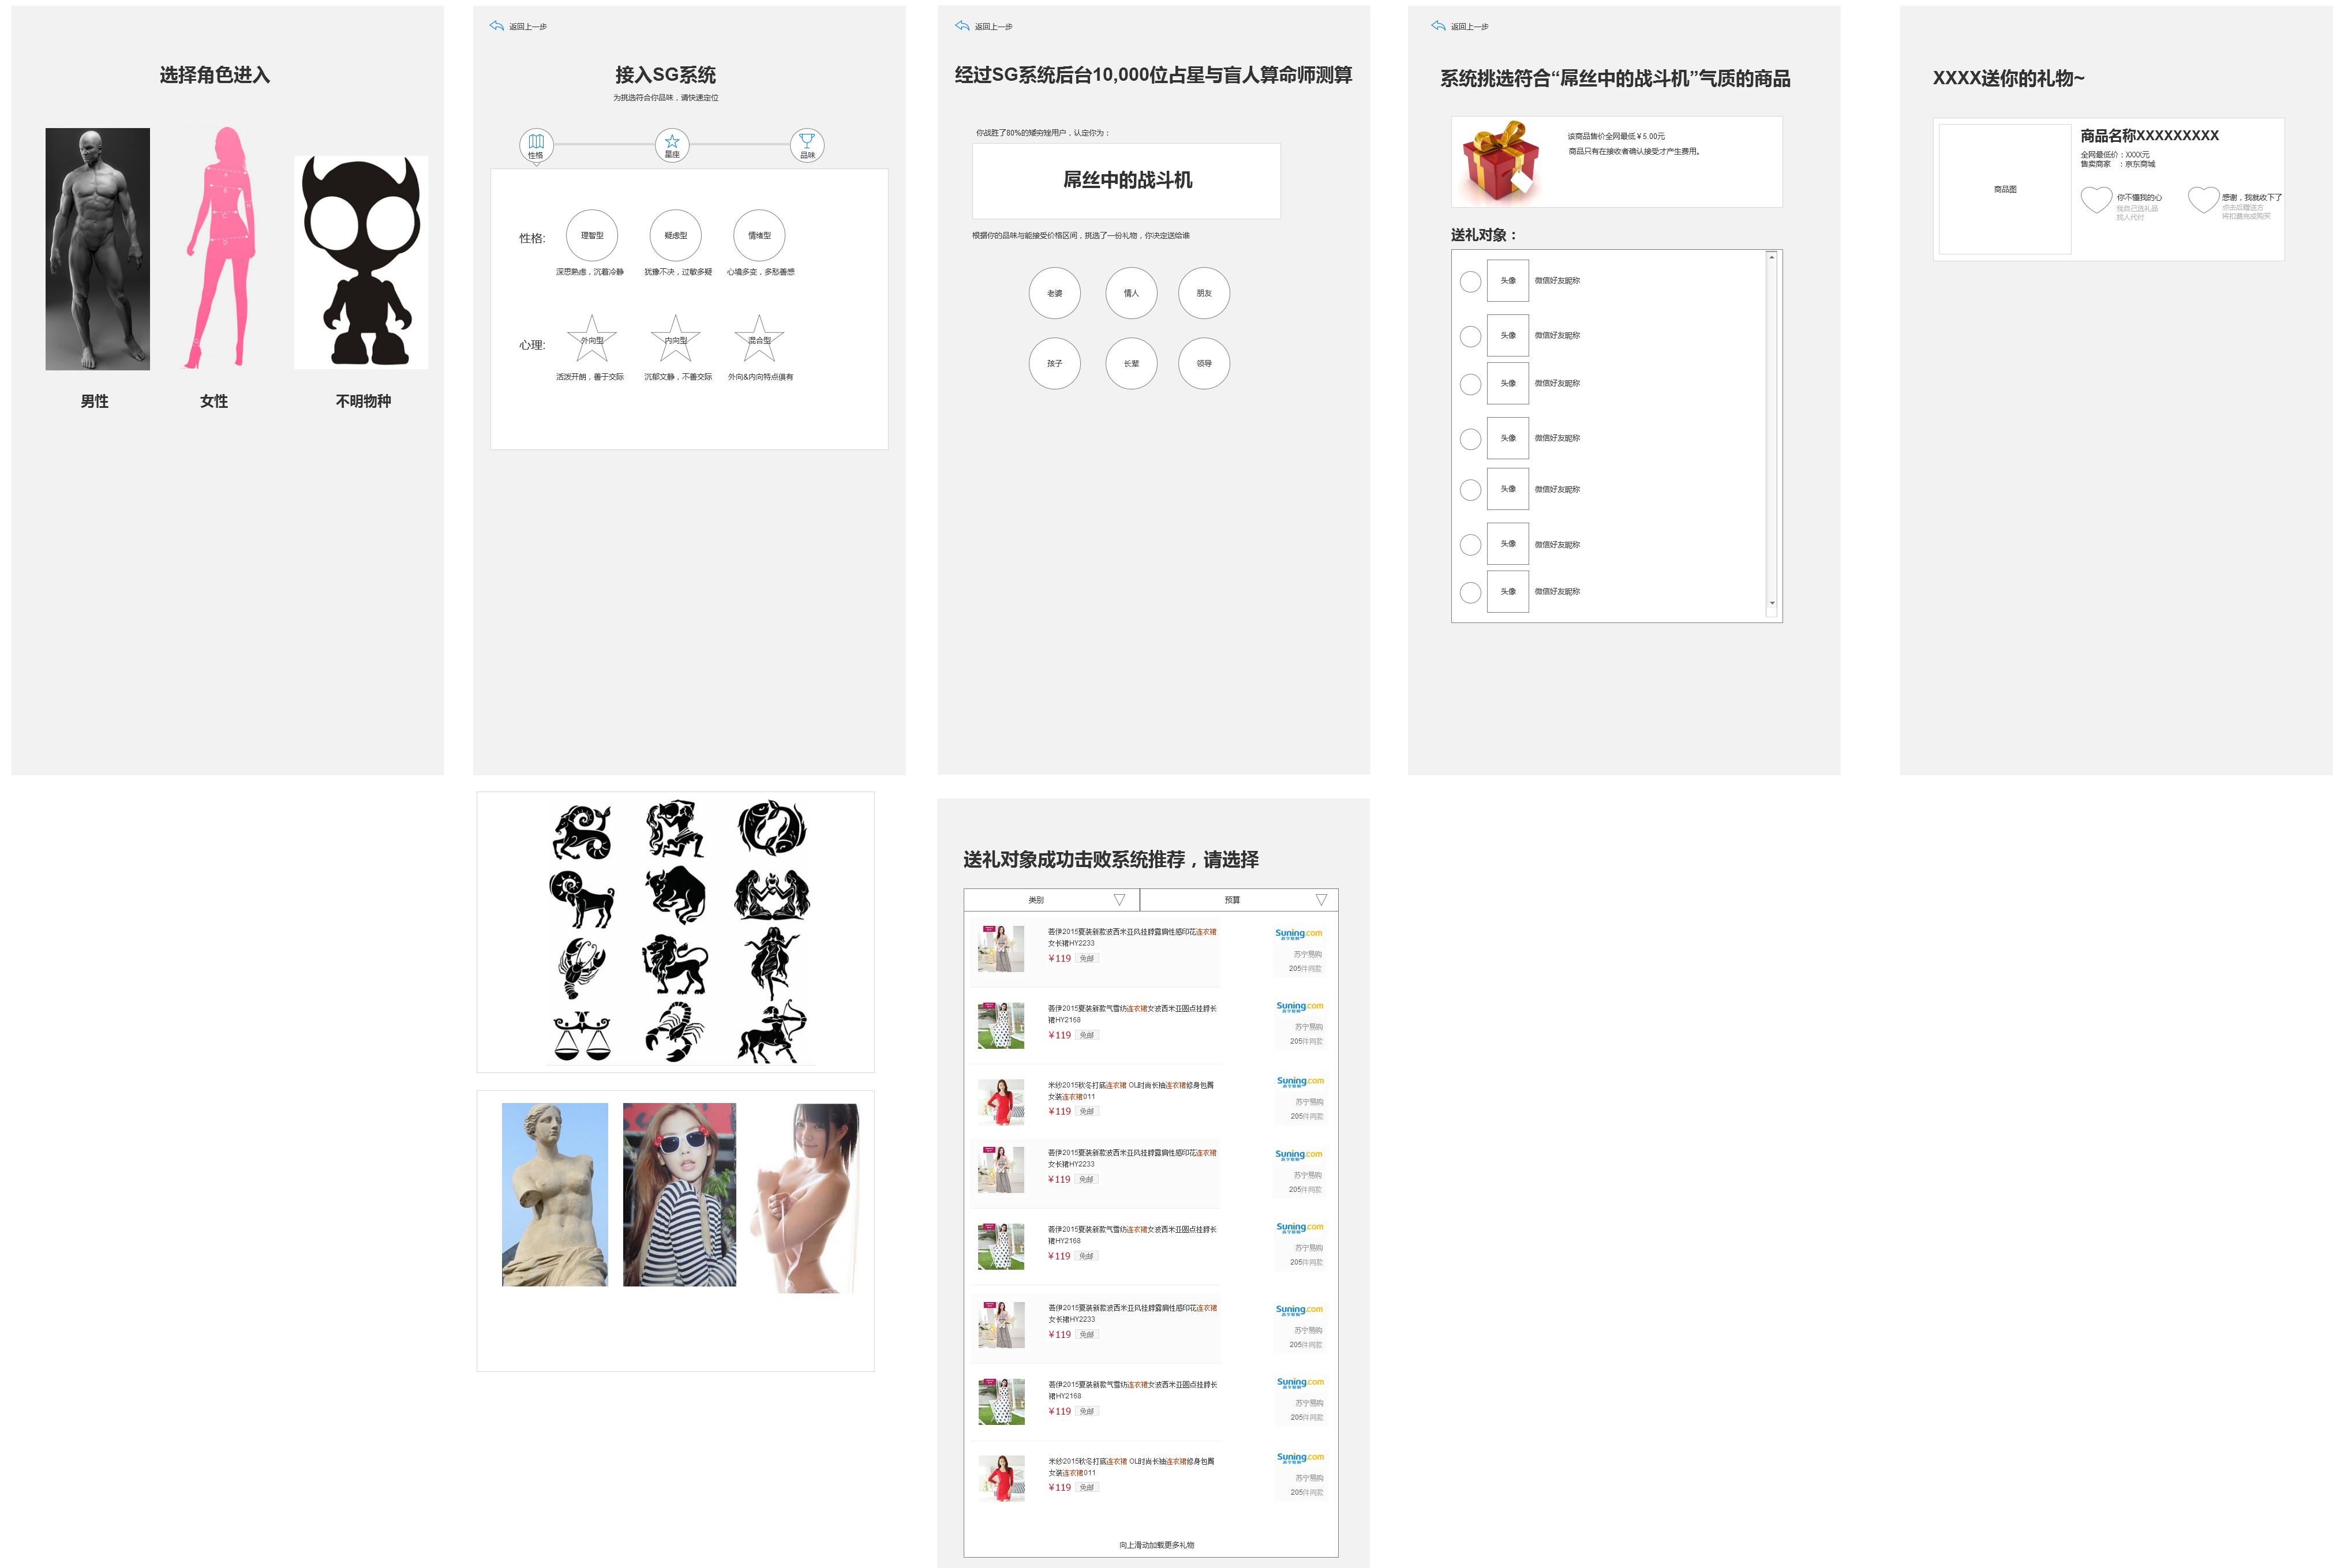 选择角色进入
男性
女性
不明物种
返回上一步
接入SG系统
为挑选符合你品味，请快速定位
性格
星座
品味
性格:
理智型
疑虑型
情绪型
深思熟虑，沉着冷静
犹豫不决，过敏多疑
心境多变，多愁善感
心理:
外向型
内向型
混合型
活泼开朗，善于交际
沉郁文静，不善交际
外向&内向特点俱有
返回上一步
经过SG系统后台10,000位占星与盲人算命师测算
你战胜了80%的矮穷矬用户，认定你为：
屌丝中的战斗机
根据你的品味与能接受价格区间，挑选了一份礼物，你决定送给谁
老婆
情人
朋友
孩子
长辈
领导
返回上一步
系统挑选符合“屌丝中的战斗机”气质的商品
该商品售价全网最低￥5.00元
商品只有在接收者确认接受才产生费用。
送礼对象：
头像
微信好友昵称
头像
微信好友昵称
头像
微信好友昵称
头像
微信好友昵称
头像
微信好友昵称
头像
微信好友昵称
头像
微信好友昵称
XXXX送你的礼物~
商品图
商品名称XXXXXXXXX
全网最低价：XXXX元
售卖商家 ：京东商城
你不懂我的心
我自己选礼品
找人代付
感谢，我就收下了
点击后赠送方
将扣款完成购买
送礼对象成功击败系统推荐，请选择
类别
预算
荟伊2015夏装新款波西米亚风挂脖露肩性感印花连衣裙
女长裙HY2233
￥119 免邮
Suning.com
苏宁易购
205件同款
荟伊2015夏装新款气雪纺连衣裙女波西米亚圆点挂脖长
裙HY2168
￥119 免邮
Suning.com
苏宁易购
205件同款
米纱2015秋冬打底连衣裙 OL时尚长袖连衣裙修身包臀
女装连衣裙011
￥119 免邮
Suning.com
苏宁易购
205件同款
荟伊2015夏装新款波西米亚风挂脖露肩性感印花连衣裙
女长裙HY2233
￥119 免邮
Suning.com
苏宁易购
205件同款
荟伊2015夏装新款气雪纺连衣裙女波西米亚圆点挂脖长
裙HY2168
￥119 免邮
Suning.com
苏宁易购
205件同款
荟伊2015夏装新款波西米亚风挂脖露肩性感印花连衣裙
女长裙HY2233
￥119 免邮
Suning.com
苏宁易购
205件同款
荟伊2015夏装新款气雪纺连衣裙女波西米亚圆点挂脖长
裙HY2168
￥119 免邮
Suning.com
苏宁易购
205件同款
米纱2015秋冬打底连衣裙 OL时尚长袖连衣裙修身包臀
女装连衣裙011
￥119 免邮
Suning.com
苏宁易购
205件同款
向上滑动加载更多礼物